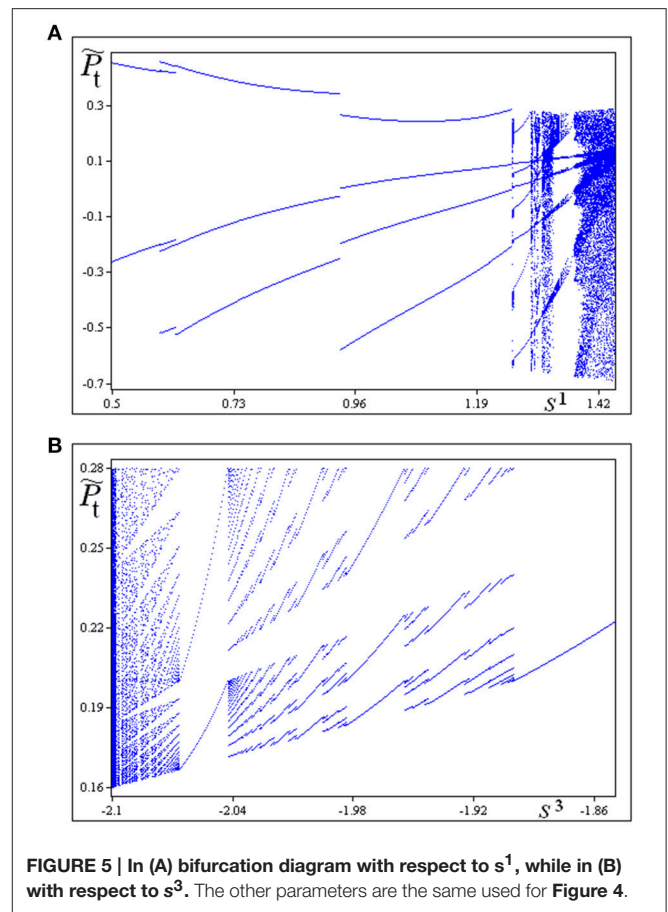 A
P̃t
0.3
0.1
-0.1
-0.3
-0.5
-0.7
0.5 0.73 0.96 1.19 s¹ 1.42
B
0.28
P̃t
0.25
0.22
0.19
0.16
-2.1 -2.04 -1.98 -1.92 s³ -1.86
FIGURE 5 | In (A) bifurcation diagram with respect to s¹, while in (B)
with respect to s³. The other parameters are the same used for Figure 4.